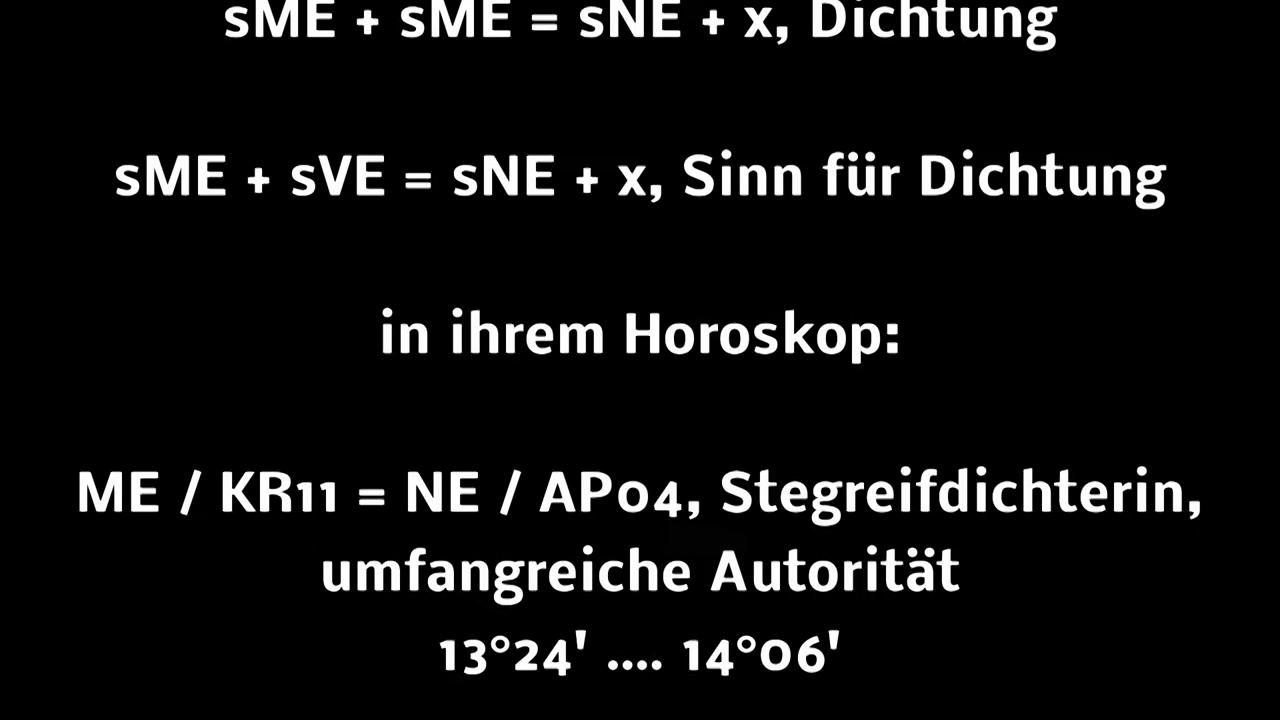 sME + sME = sNE + x, Dichtung
sME + sVE = sNE + x, Sinn für Dichtung
in ihrem Horoskop:
ME / KR11 = NE / AP04, Stegreifdichterin,
umfangreiche Autorität
13°24' .... 14°06'